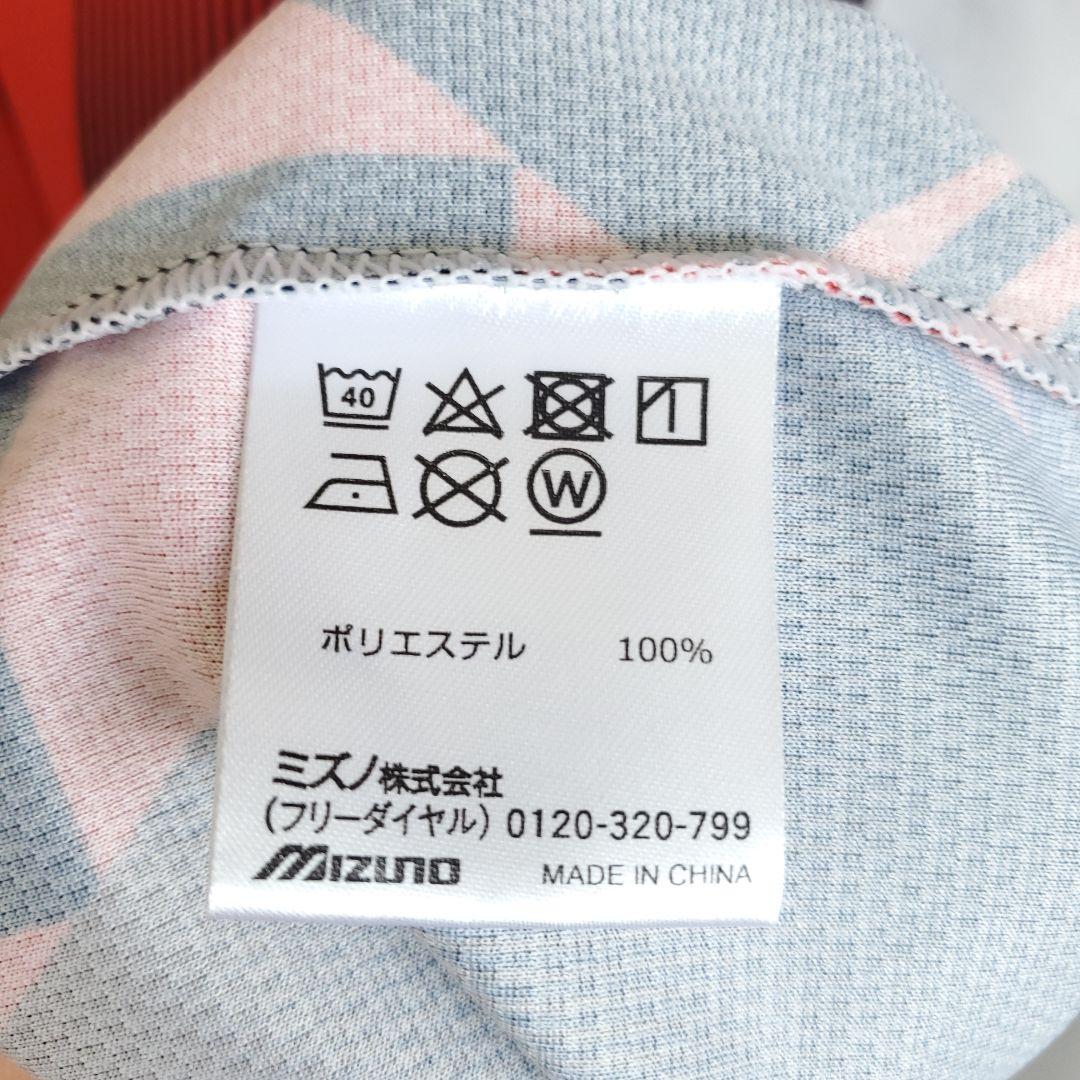 40
W
ポリエステル 100%
ミズノ株式会社
(フリーダイヤル) 0120-320-799
MIZUNO MADE IN CHINA